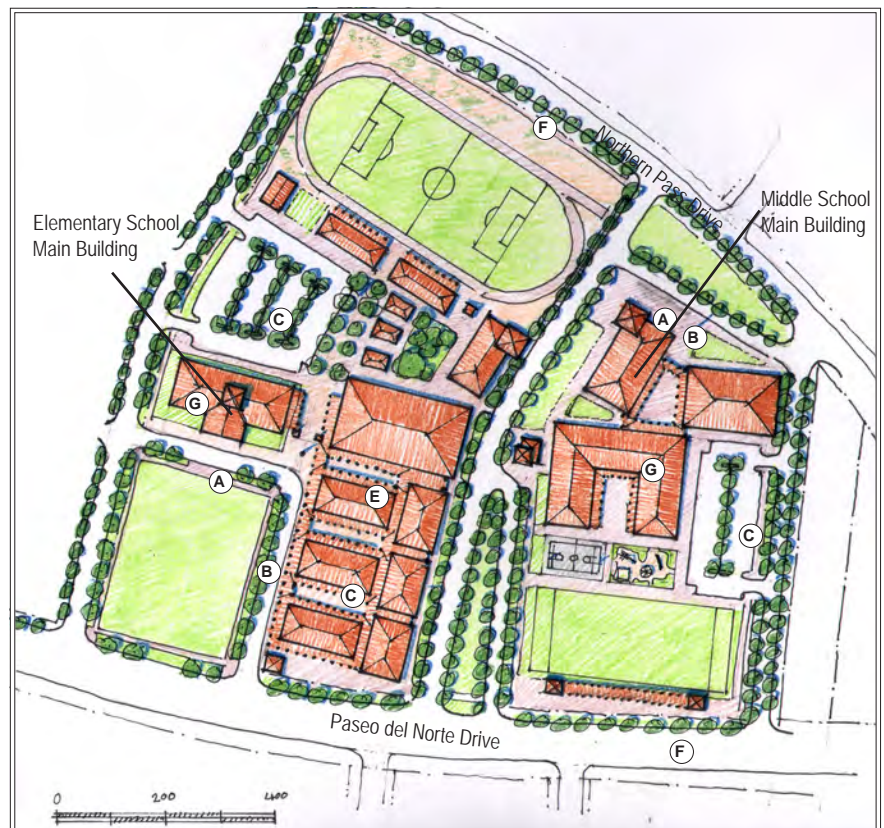 F
Northern Pass Drive
Middle School
Main Building
Elementary School
Main Building
C
A
B
G
G
A
E
C
B
C
Paseo del Norte Drive
F
0 200 400